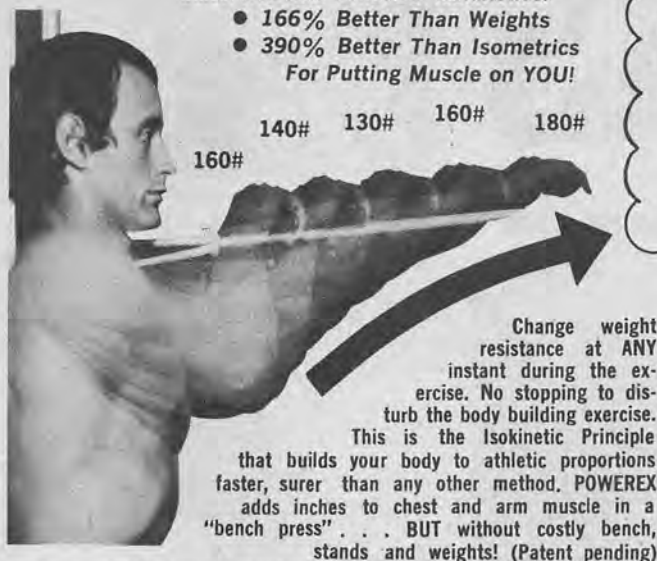 ● 166% Better Than Weights
● 390% Better Than Isometrics
For Putting Muscle on YOU!
160# 140# 130# 160# 180#
Change weight
resistance at ANY
instant during the ex-
ercise. No stopping to dis-
turb the body building exercise.
This is the Isokinetic Principle
that builds your body to athletic proportions
faster, surer than any other method. POWEREX
adds inches to chest and arm muscle in a
"bench press" . . . BUT without costly bench,
stands and weights! (Patent pending)